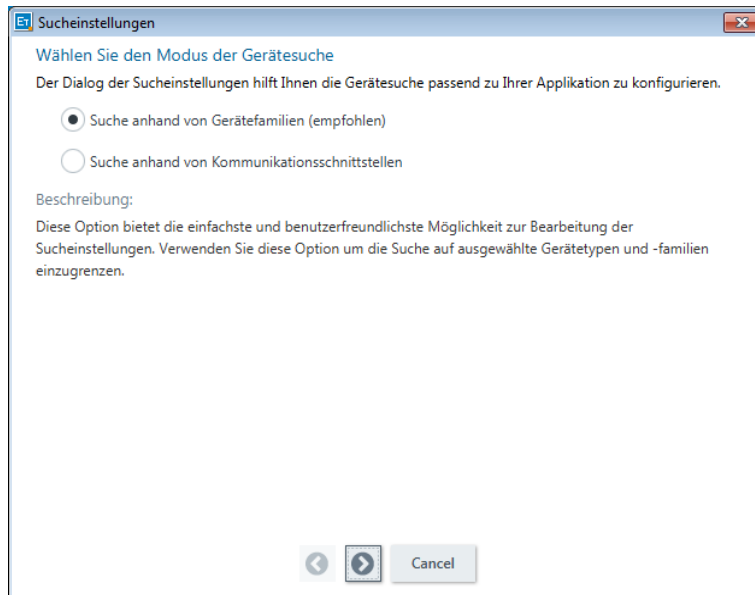 ET Sucheinstellungen
Wählen Sie den Modus der Gerätesuche
Der Dialog der Sucheinstellungen hilft Ihnen die Gerätesuche passend zu Ihrer Applikation zu konfigurieren.
Suche anhand von Gerätefamilien (empfohlen)
Suche anhand von Kommunikationsschnittstellen
Beschreibung:
Diese Option bietet die einfachste und benutzerfreundlichste Möglichkeit zur Bearbeitung der
Sucheinstellungen. Verwenden Sie diese Option um die Suche auf ausgewählte Gerätetypen und -familien
einzugrenzen.
Cancel